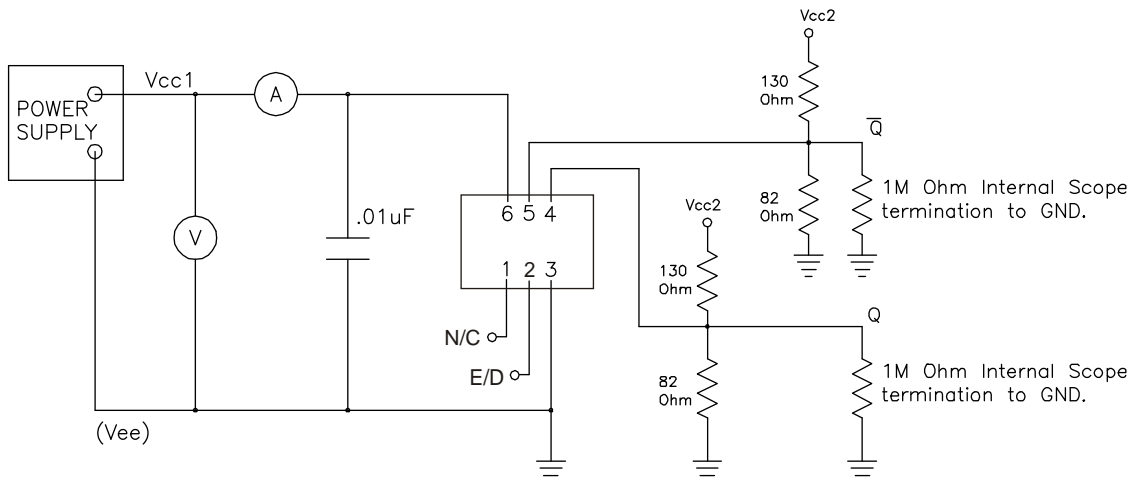 Vcc2
POWER
SUPPLY
Vcc1
A
130
Ohm
Q̅
.01uF
V
6 5 4
1 2 3
82
Ohm
1M Ohm Internal Scope
termination to GND.
Vcc2
130
Ohm
N/C
E/D
Q
82
Ohm
1M Ohm Internal Scope
termination to GND.
(Vee)